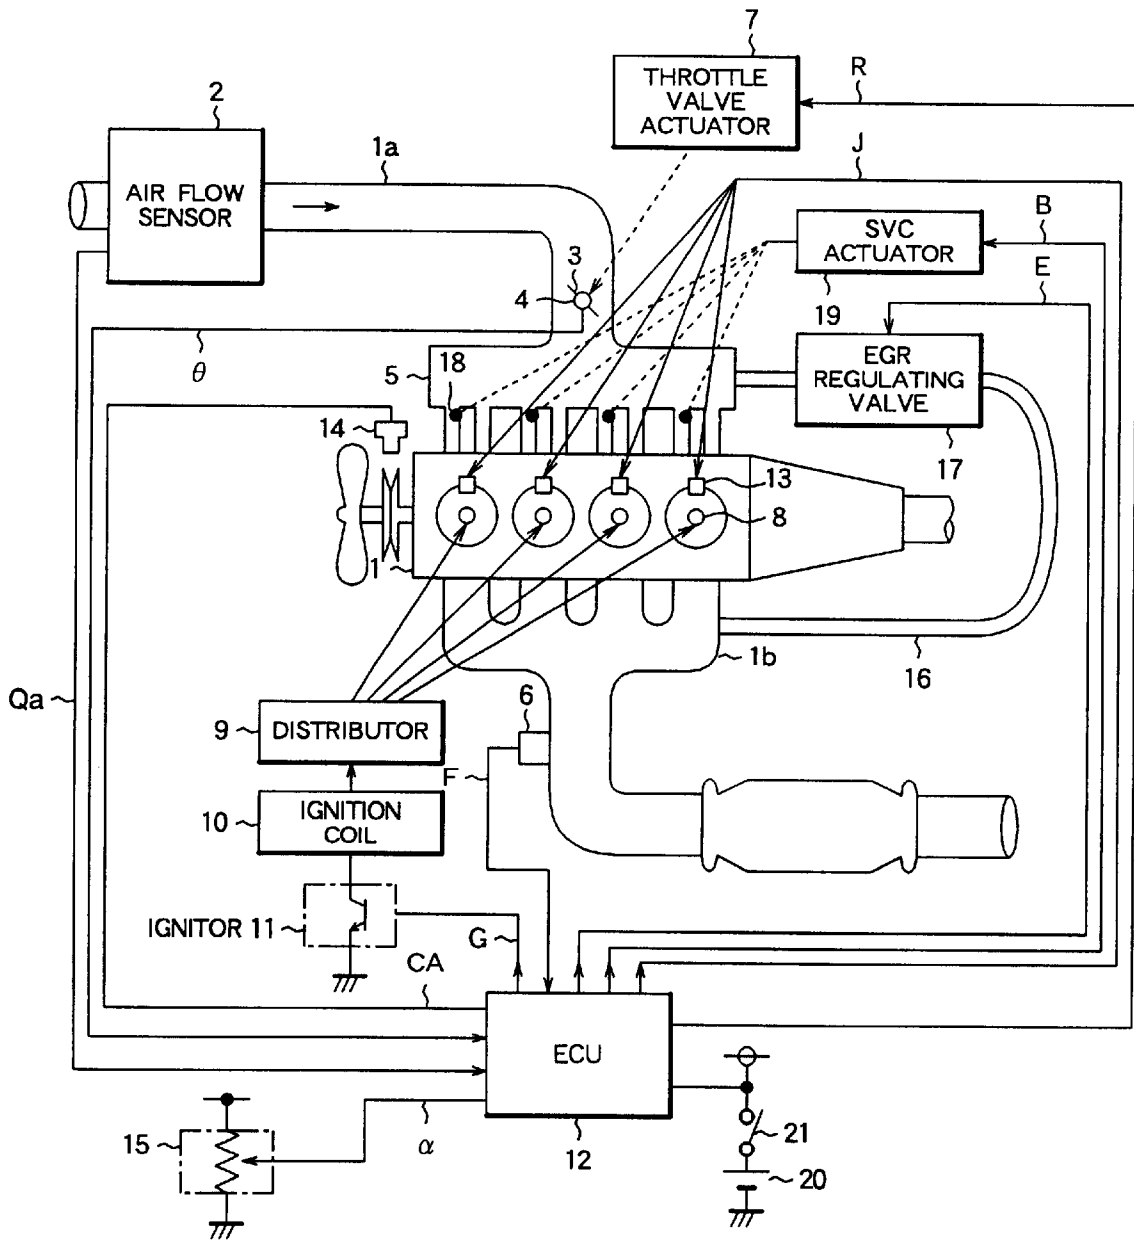 7
THROTTLE
VALVE
ACTUATOR
R
2
AIR FLOW
SENSOR
1a
J
B
SVC
ACTUATOR
19
E
3
4
θ
5
18
EGR
REGULATING
VALVE
17
14
13
8
1
1b
16
Qa
6
9
DISTRIBUTOR
F
10
IGNITION
COIL
IGNITOR 11
G
CA
ECU
12
α
15
21
20